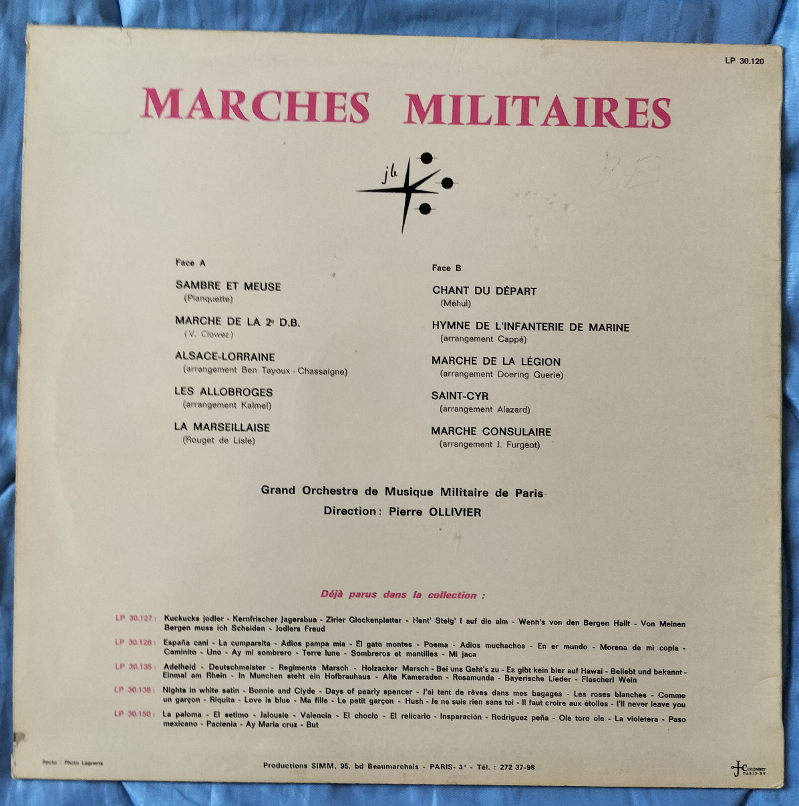 LP 30.120
MARCHES MILITAIRES
jb
Face A
SAMBRE ET MEUSE
(Planquette)
MARCHE DE LA 2e D.B.
(V. Clowez)
ALSACE-LORRAINE
(arrangement Ben Tayoux - Chassaigne)
LES ALLOBROGES
(arrangement Kalmel)
LA MARSEILLAISE
(Rouget de Lisle)
Face B
CHANT DU DÉPART
(Méhul)
HYMNE DE L'INFANTERIE DE MARINE
(arrangement Cappé)
MARCHE DE LA LÉGION
(arrangement Doering Guerie)
SAINT-CYR
(arrangement Alazard)
MARCHE CONSULAIRE
(arrangement J. Furgeot)
Grand Orchestre de Musique Militaire de Paris
Direction : Pierre OLLIVIER
Déjà parus dans la collection :
LP 30.127 : Kuckucks jodler - Kernfrischer Jagersbua - Zirler Glockenplatter - Hent' Steig' I auf die alm - Wenn's von den Bergen Hallt - Von Meinen
Bergen muss ich Scheiden - Jodlers Freud
LP 30.128 : España cani - La cumparsita - Adios pampa mia - El gato montes - Poema - Adios muchachos - En er mundo - Morena de mi copla -
Caminito - Uno - Ay mi sombrero - Terre lune - Sombreros et mantilles - Mi jaca
LP 30.135 : Adelheid - Deutschmeister - Regiments Marsch - Holzacker Marsch - Bei uns Geht's zu - Es gibt kein bier auf Hawai - Beliebt und bekannt -
Einmal am Rhein - In Munchen steht ein Hofbrauhaus - Alte Kameraden - Rosamunda - Bayerische Lieder - Flascherl Wein
LP 30.138 : Nights in white satin - Bonnie and Clyde - Days of pearly spencer - J'ai tant de rêves dans mes bagages - Les roses blanches - Comme
un garçon - Riquita - Love is blue - Ma fille - Le petit garçon - Hush - Je ne suis rien sans toi - Il faut croire aux étoiles - I'll never leave you
LP 30.150 : La paloma - El setimo - Jalousie - Valencia - El choclo - El relicario - Insparación - Rodriguez peña - Ole toro ole - La violetera - Paso
mexicano - Pacienia - Ay Maria cruz - But
Recto : Photo Lagrens
Productions SIMM, 95, bd Beaumarchais - PARIS- 3e - Tél. : 272 37-98
J COLOMBET